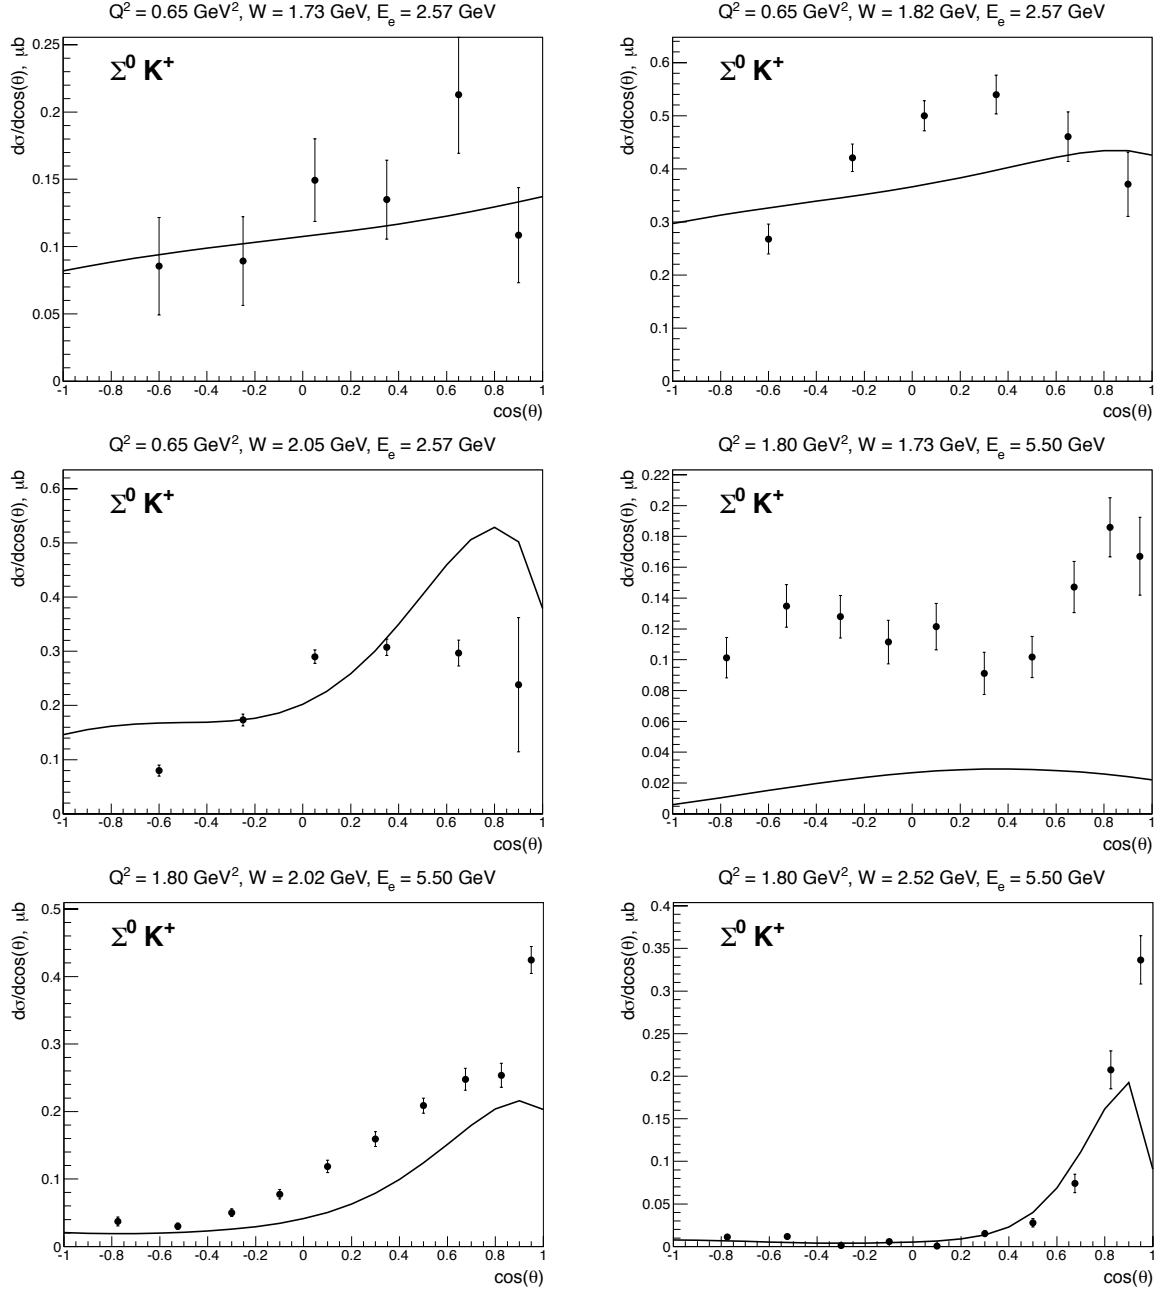 Q² = 0.65 GeV², W = 1.73 GeV, Eₑ = 2.57 GeV
dσ/dcos(θ), μb
Σ⁰ K⁺
0.25
0.2
0.15
0.1
0.05
0
-1 -0.8 -0.6 -0.4 -0.2 0 0.2 0.4 0.6 0.8 1
cos(θ)
Q² = 0.65 GeV², W = 1.82 GeV, Eₑ = 2.57 GeV
dσ/dcos(θ), μb
Σ⁰ K⁺
0.6
0.5
0.4
0.3
0.2
0.1
0
-1 -0.8 -0.6 -0.4 -0.2 0 0.2 0.4 0.6 0.8 1
cos(θ)
Q² = 0.65 GeV², W = 2.05 GeV, Eₑ = 2.57 GeV
dσ/dcos(θ), μb
Σ⁰ K⁺
0.6
0.5
0.4
0.3
0.2
0.1
0
-1 -0.8 -0.6 -0.4 -0.2 0 0.2 0.4 0.6 0.8 1
cos(θ)
Q² = 1.80 GeV², W = 1.73 GeV, Eₑ = 5.50 GeV
dσ/dcos(θ), μb
Σ⁰ K⁺
0.22
0.2
0.18
0.16
0.14
0.12
0.1
0.08
0.06
0.04
0.02
0
-1 -0.8 -0.6 -0.4 -0.2 0 0.2 0.4 0.6 0.8 1
cos(θ)
Q² = 1.80 GeV², W = 2.02 GeV, Eₑ = 5.50 GeV
dσ/dcos(θ), μb
Σ⁰ K⁺
0.5
0.4
0.3
0.2
0.1
0
-1 -0.8 -0.6 -0.4 -0.2 0 0.2 0.4 0.6 0.8 1
cos(θ)
Q² = 1.80 GeV², W = 2.52 GeV, Eₑ = 5.50 GeV
dσ/dcos(θ), μb
Σ⁰ K⁺
0.4
0.35
0.3
0.25
0.2
0.15
0.1
0.05
0
-1 -0.8 -0.6 -0.4 -0.2 0 0.2 0.4 0.6 0.8 1
cos(θ)